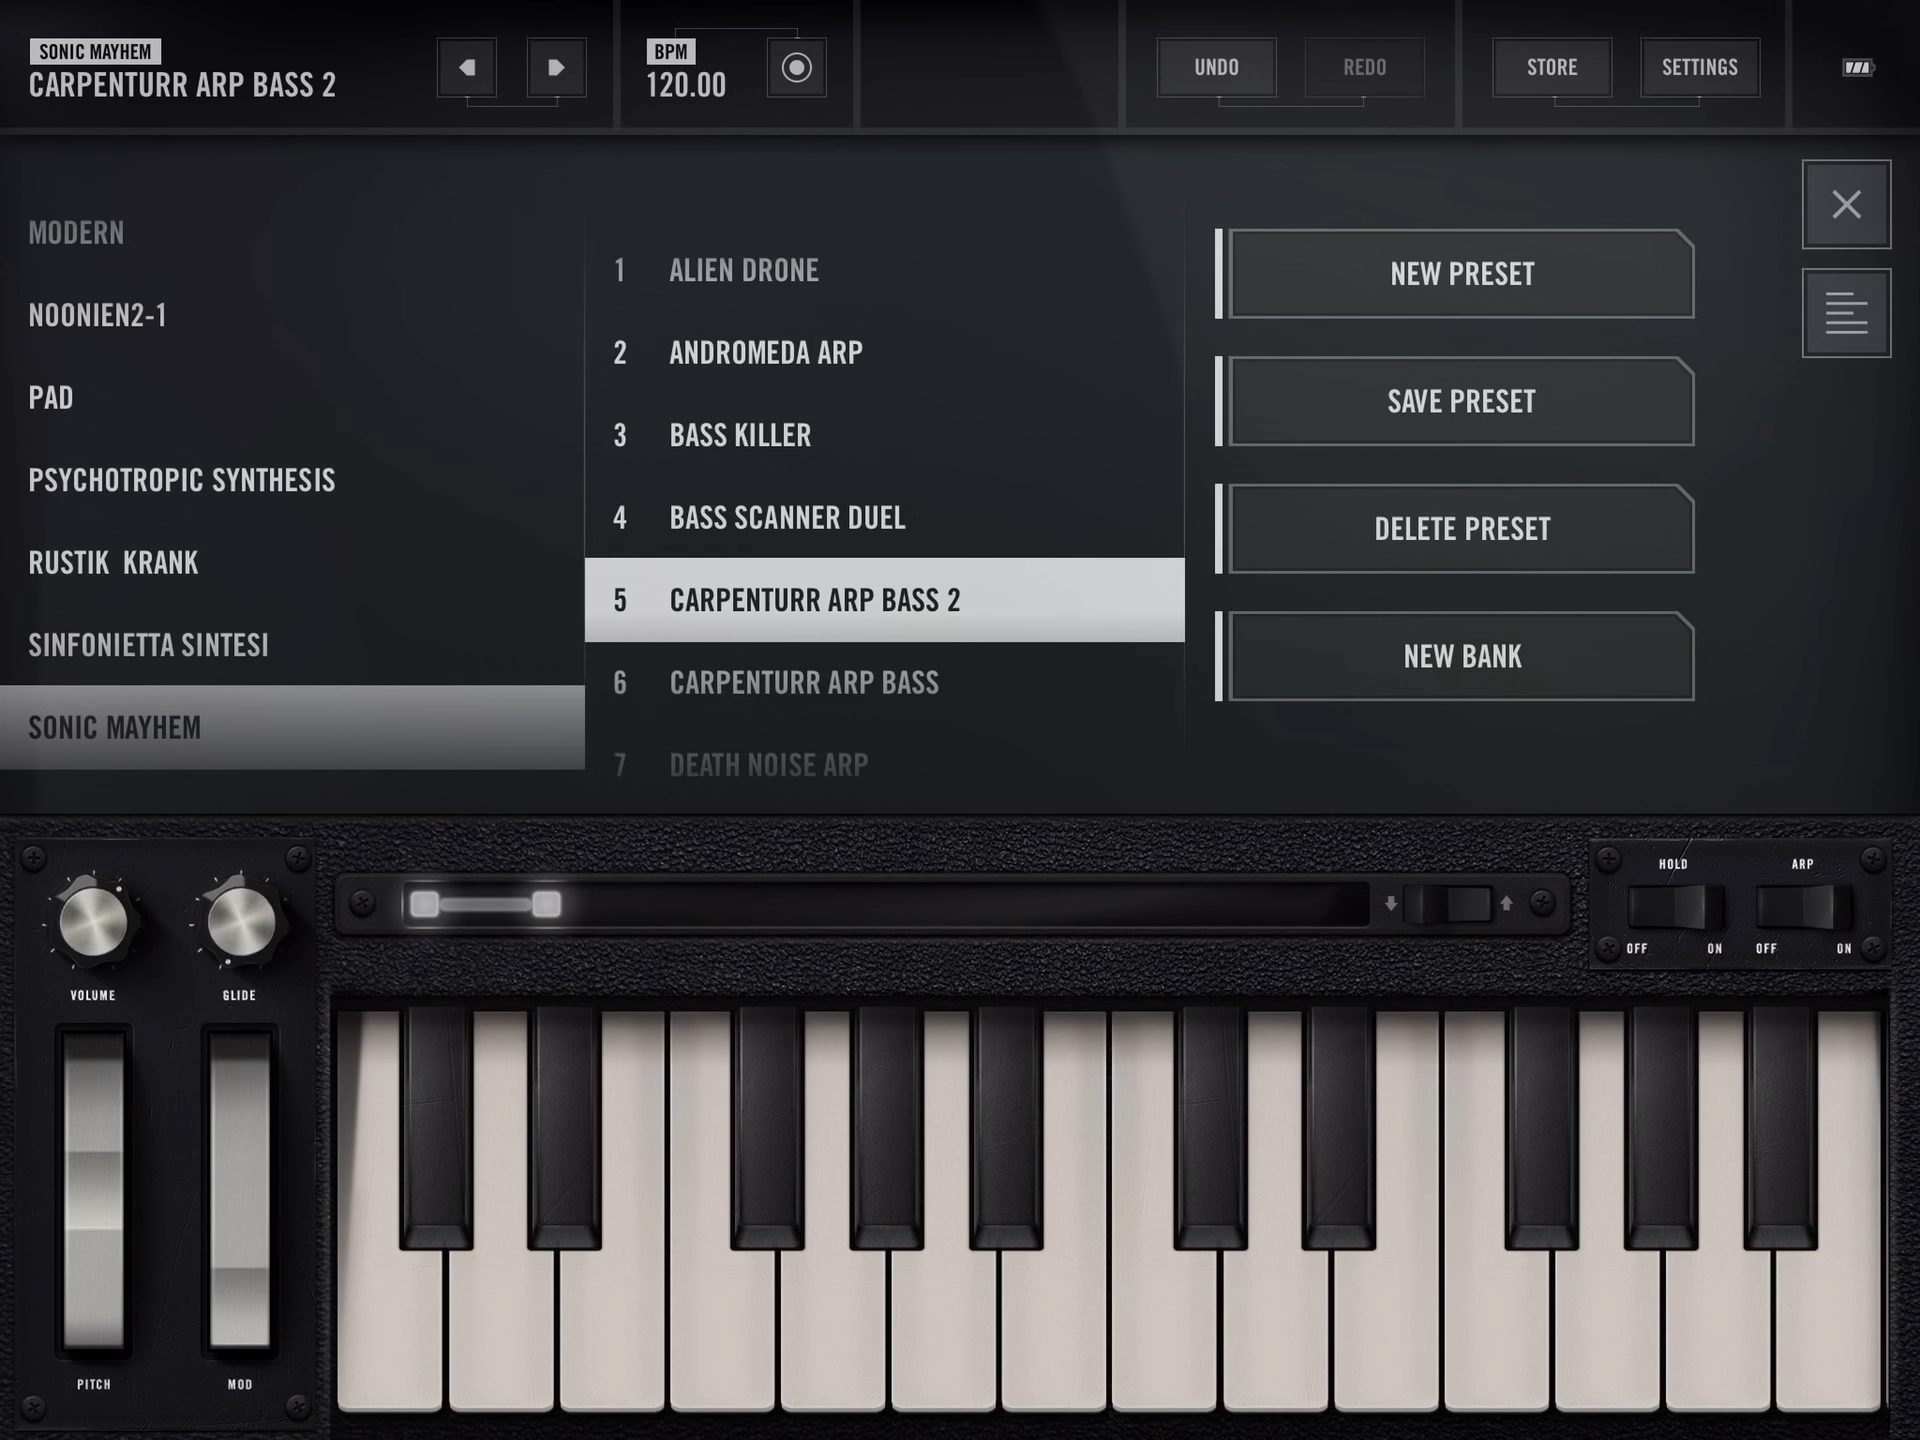 SONIC MAYHEM
CARPENTURR ARP BASS 2
BPM
120.00
UNDO
REDO
STORE
SETTINGS
MODERN
NOONIEN2-1
PAD
PSYCHOTROPIC SYNTHESIS
RUSTIK KRANK
SINFONIETTA SINTESI
SONIC MAYHEM
1 ALIEN DRONE
2 ANDROMEDA ARP
3 BASS KILLER
4 BASS SCANNER DUEL
5 CARPENTURR ARP BASS 2
6 CARPENTURR ARP BASS
7 DEATH NOISE ARP
NEW PRESET
SAVE PRESET
DELETE PRESET
NEW BANK
VOLUME
GLIDE
PITCH
MOD
HOLD
OFF ON
ARP
OFF ON